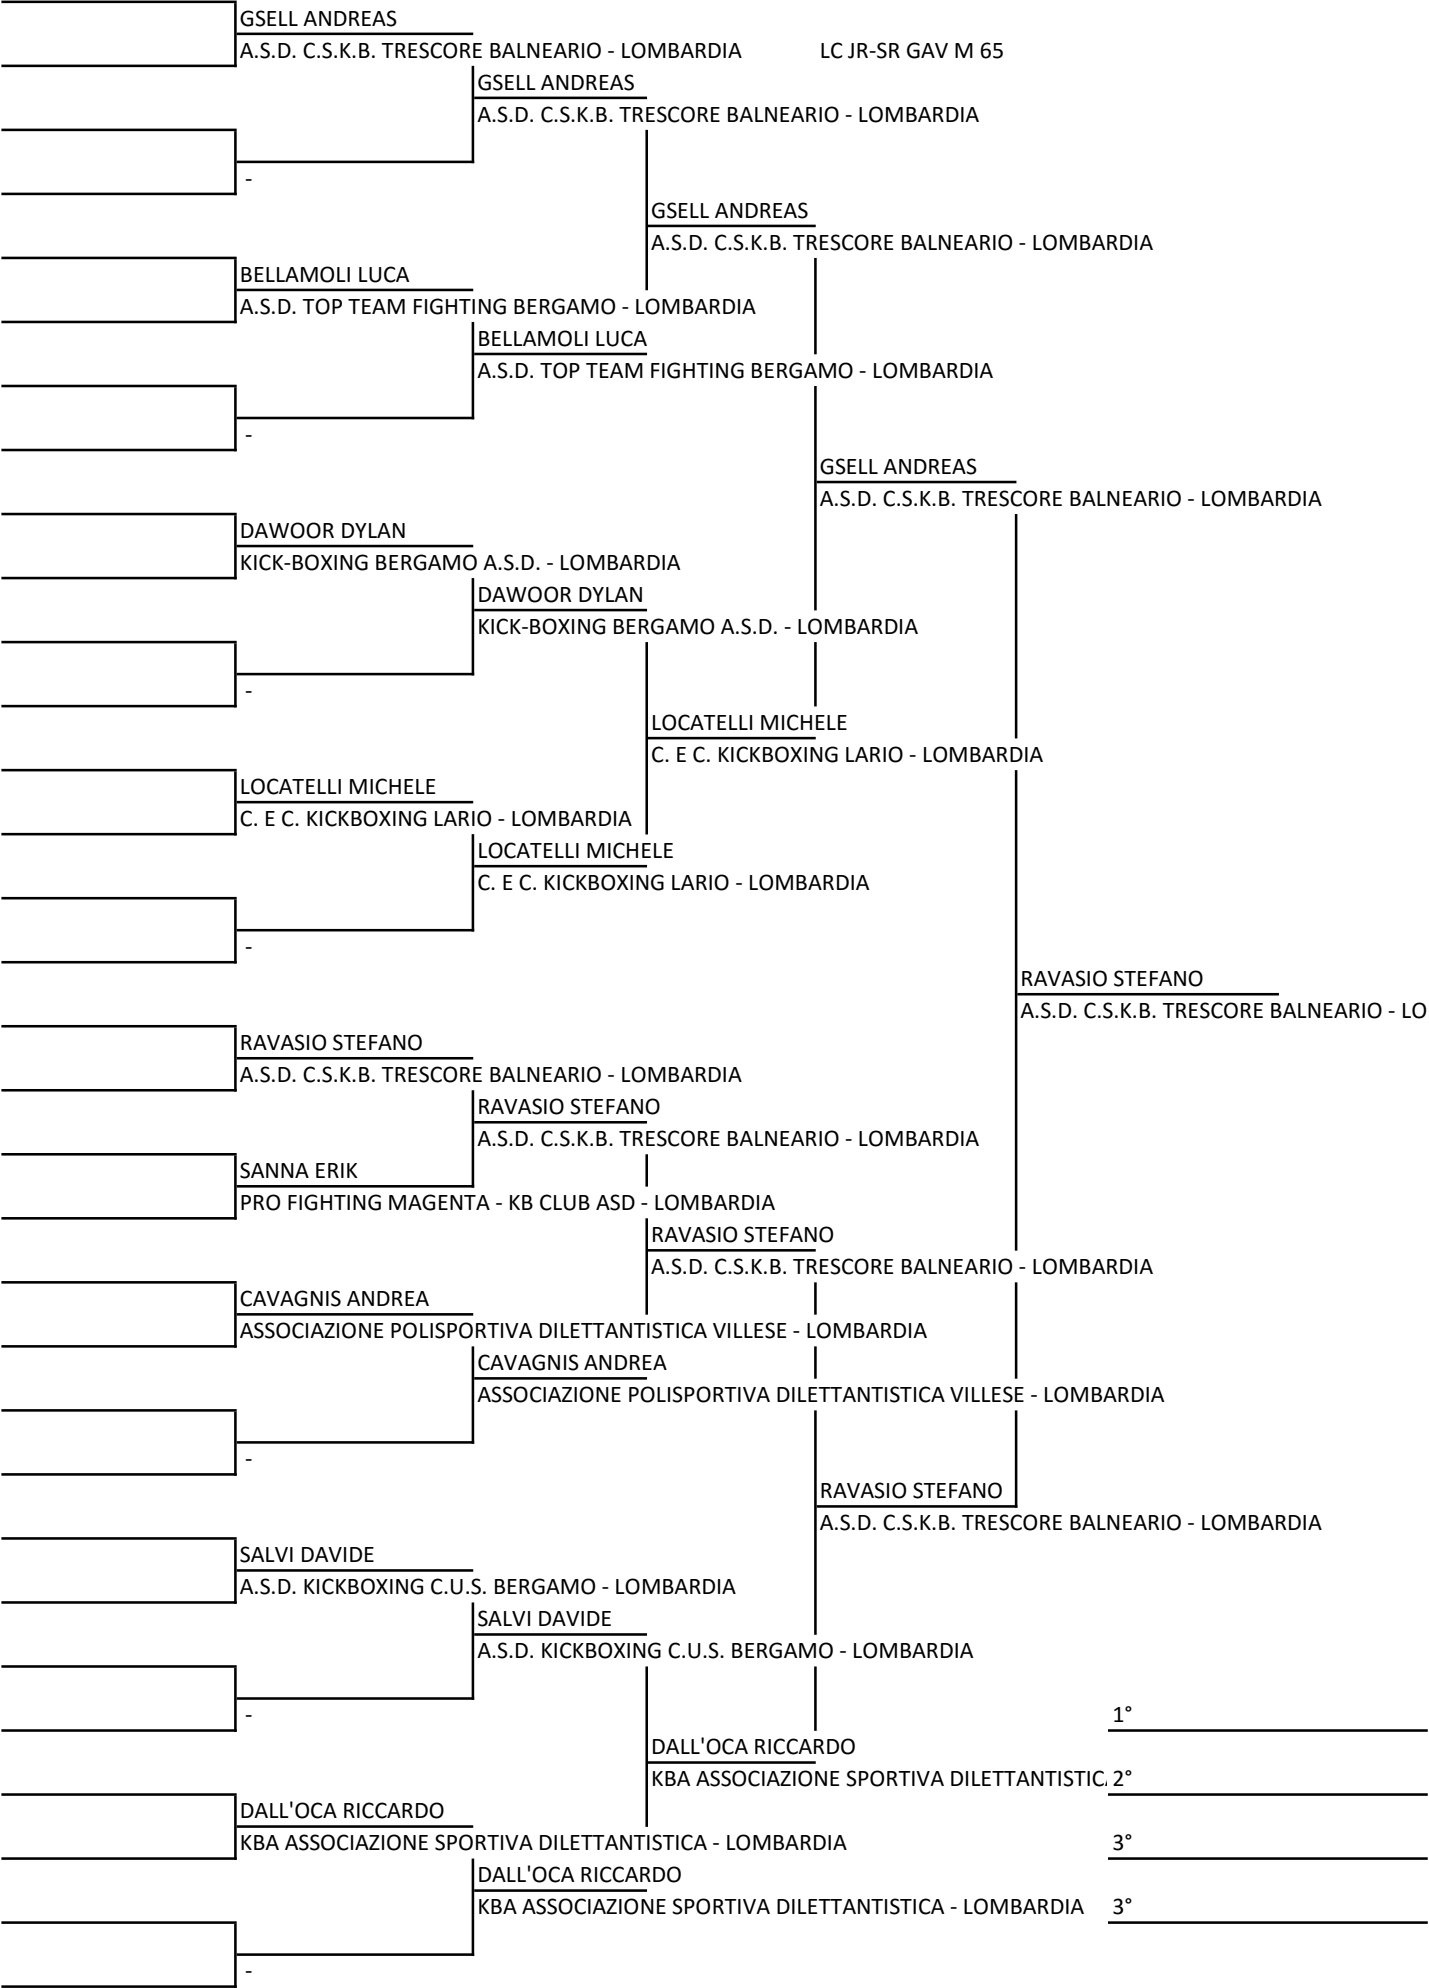 GSELL ANDREAS
A.S.D. C.S.K.B. TRESCORE BALNEARIO - LOMBARDIA
LC JR-SR GAV M 65
GSELL ANDREAS
A.S.D. C.S.K.B. TRESCORE BALNEARIO - LOMBARDIA
-
GSELL ANDREAS
A.S.D. C.S.K.B. TRESCORE BALNEARIO - LOMBARDIA
BELLAMOLI LUCA
A.S.D. TOP TEAM FIGHTING BERGAMO - LOMBARDIA
BELLAMOLI LUCA
A.S.D. TOP TEAM FIGHTING BERGAMO - LOMBARDIA
-
GSELL ANDREAS
A.S.D. C.S.K.B. TRESCORE BALNEARIO - LOMBARDIA
DAWOOR DYLAN
KICK-BOXING BERGAMO A.S.D. - LOMBARDIA
DAWOOR DYLAN
KICK-BOXING BERGAMO A.S.D. - LOMBARDIA
-
LOCATELLI MICHELE
C. E C. KICKBOXING LARIO - LOMBARDIA
LOCATELLI MICHELE
C. E C. KICKBOXING LARIO - LOMBARDIA
LOCATELLI MICHELE
C. E C. KICKBOXING LARIO - LOMBARDIA
-
RAVASIO STEFANO
A.S.D. C.S.K.B. TRESCORE BALNEARIO - LO
RAVASIO STEFANO
A.S.D. C.S.K.B. TRESCORE BALNEARIO - LOMBARDIA
RAVASIO STEFANO
A.S.D. C.S.K.B. TRESCORE BALNEARIO - LOMBARDIA
SANNA ERIK
PRO FIGHTING MAGENTA - KB CLUB ASD - LOMBARDIA
RAVASIO STEFANO
A.S.D. C.S.K.B. TRESCORE BALNEARIO - LOMBARDIA
CAVAGNIS ANDREA
ASSOCIAZIONE POLISPORTIVA DILETTANTISTICA VILLESE - LOMBARDIA
CAVAGNIS ANDREA
ASSOCIAZIONE POLISPORTIVA DILETTANTISTICA VILLESE - LOMBARDIA
-
RAVASIO STEFANO
A.S.D. C.S.K.B. TRESCORE BALNEARIO - LOMBARDIA
SALVI DAVIDE
A.S.D. KICKBOXING C.U.S. BERGAMO - LOMBARDIA
SALVI DAVIDE
A.S.D. KICKBOXING C.U.S. BERGAMO - LOMBARDIA
-
1°
DALL'OCA RICCARDO
KBA ASSOCIAZIONE SPORTIVA DILETTANTISTICA
2°
DALL'OCA RICCARDO
KBA ASSOCIAZIONE SPORTIVA DILETTANTISTICA - LOMBARDIA
3°
DALL'OCA RICCARDO
KBA ASSOCIAZIONE SPORTIVA DILETTANTISTICA - LOMBARDIA
3°
-